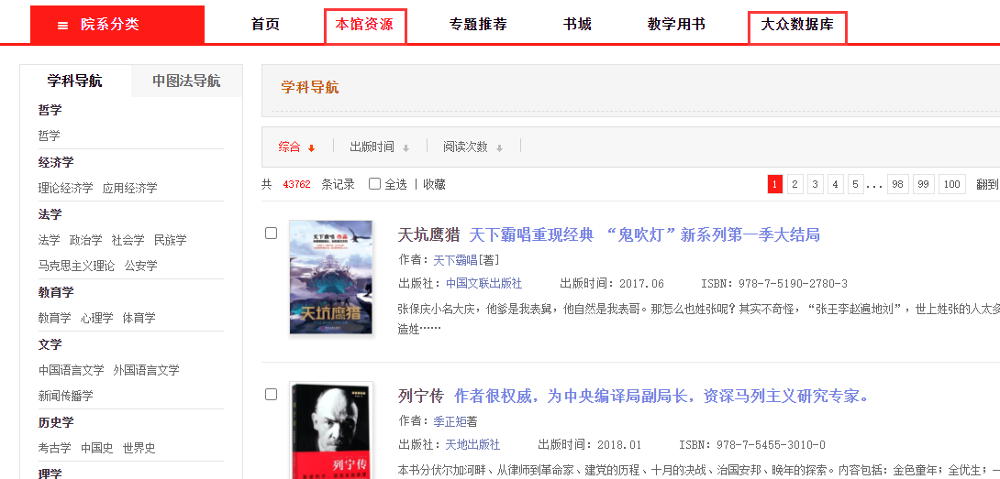 院系分类 首页 本馆资源 专题推荐 书城 教学用书 大众数据库
学科导航 中图法导航
哲学
哲学
经济学
理论经济学 应用经济学
法学
法学 政治学 社会学 民族学
马克思主义理论 公安学
教育学
教育学 心理学 体育学
文学
中国语言文学 外国语言文学
新闻传播学
历史学
考古学 中国史 世界史
理学
学科导航
综合 出版时间 阅读次数
共 43762 条记录 全选 | 收藏 1 2 3 4 5 ... 98 99 100 翻到
天下霸唱 作品
天坑鹰猎
天坑鹰猎 天下霸唱重现经典 “鬼吹灯”新系列第一季大结局
作者：天下霸唱[著]
出版社：中国文联出版社 出版时间：2017.06 ISBN：978-7-5190-2780-3
张保庆小名大庆，他爹是我表舅，他自然是我表哥。那怎么也姓张呢？其实不奇怪，“张王李赵遍地刘”，世上姓张的人太多
造姓……
列宁传
列宁传 作者很权威，为中央编译局副局长，资深马列主义研究专家。
作者：季正矩著
出版社：天地出版社 出版时间：2018.01 ISBN：978-7-5455-3010-0
本书分伏尔加河畔、从律师到革命家、建党的历程、十月的决战、治国安邦、晚年的探索。内容包括：金色童年；全优生；一